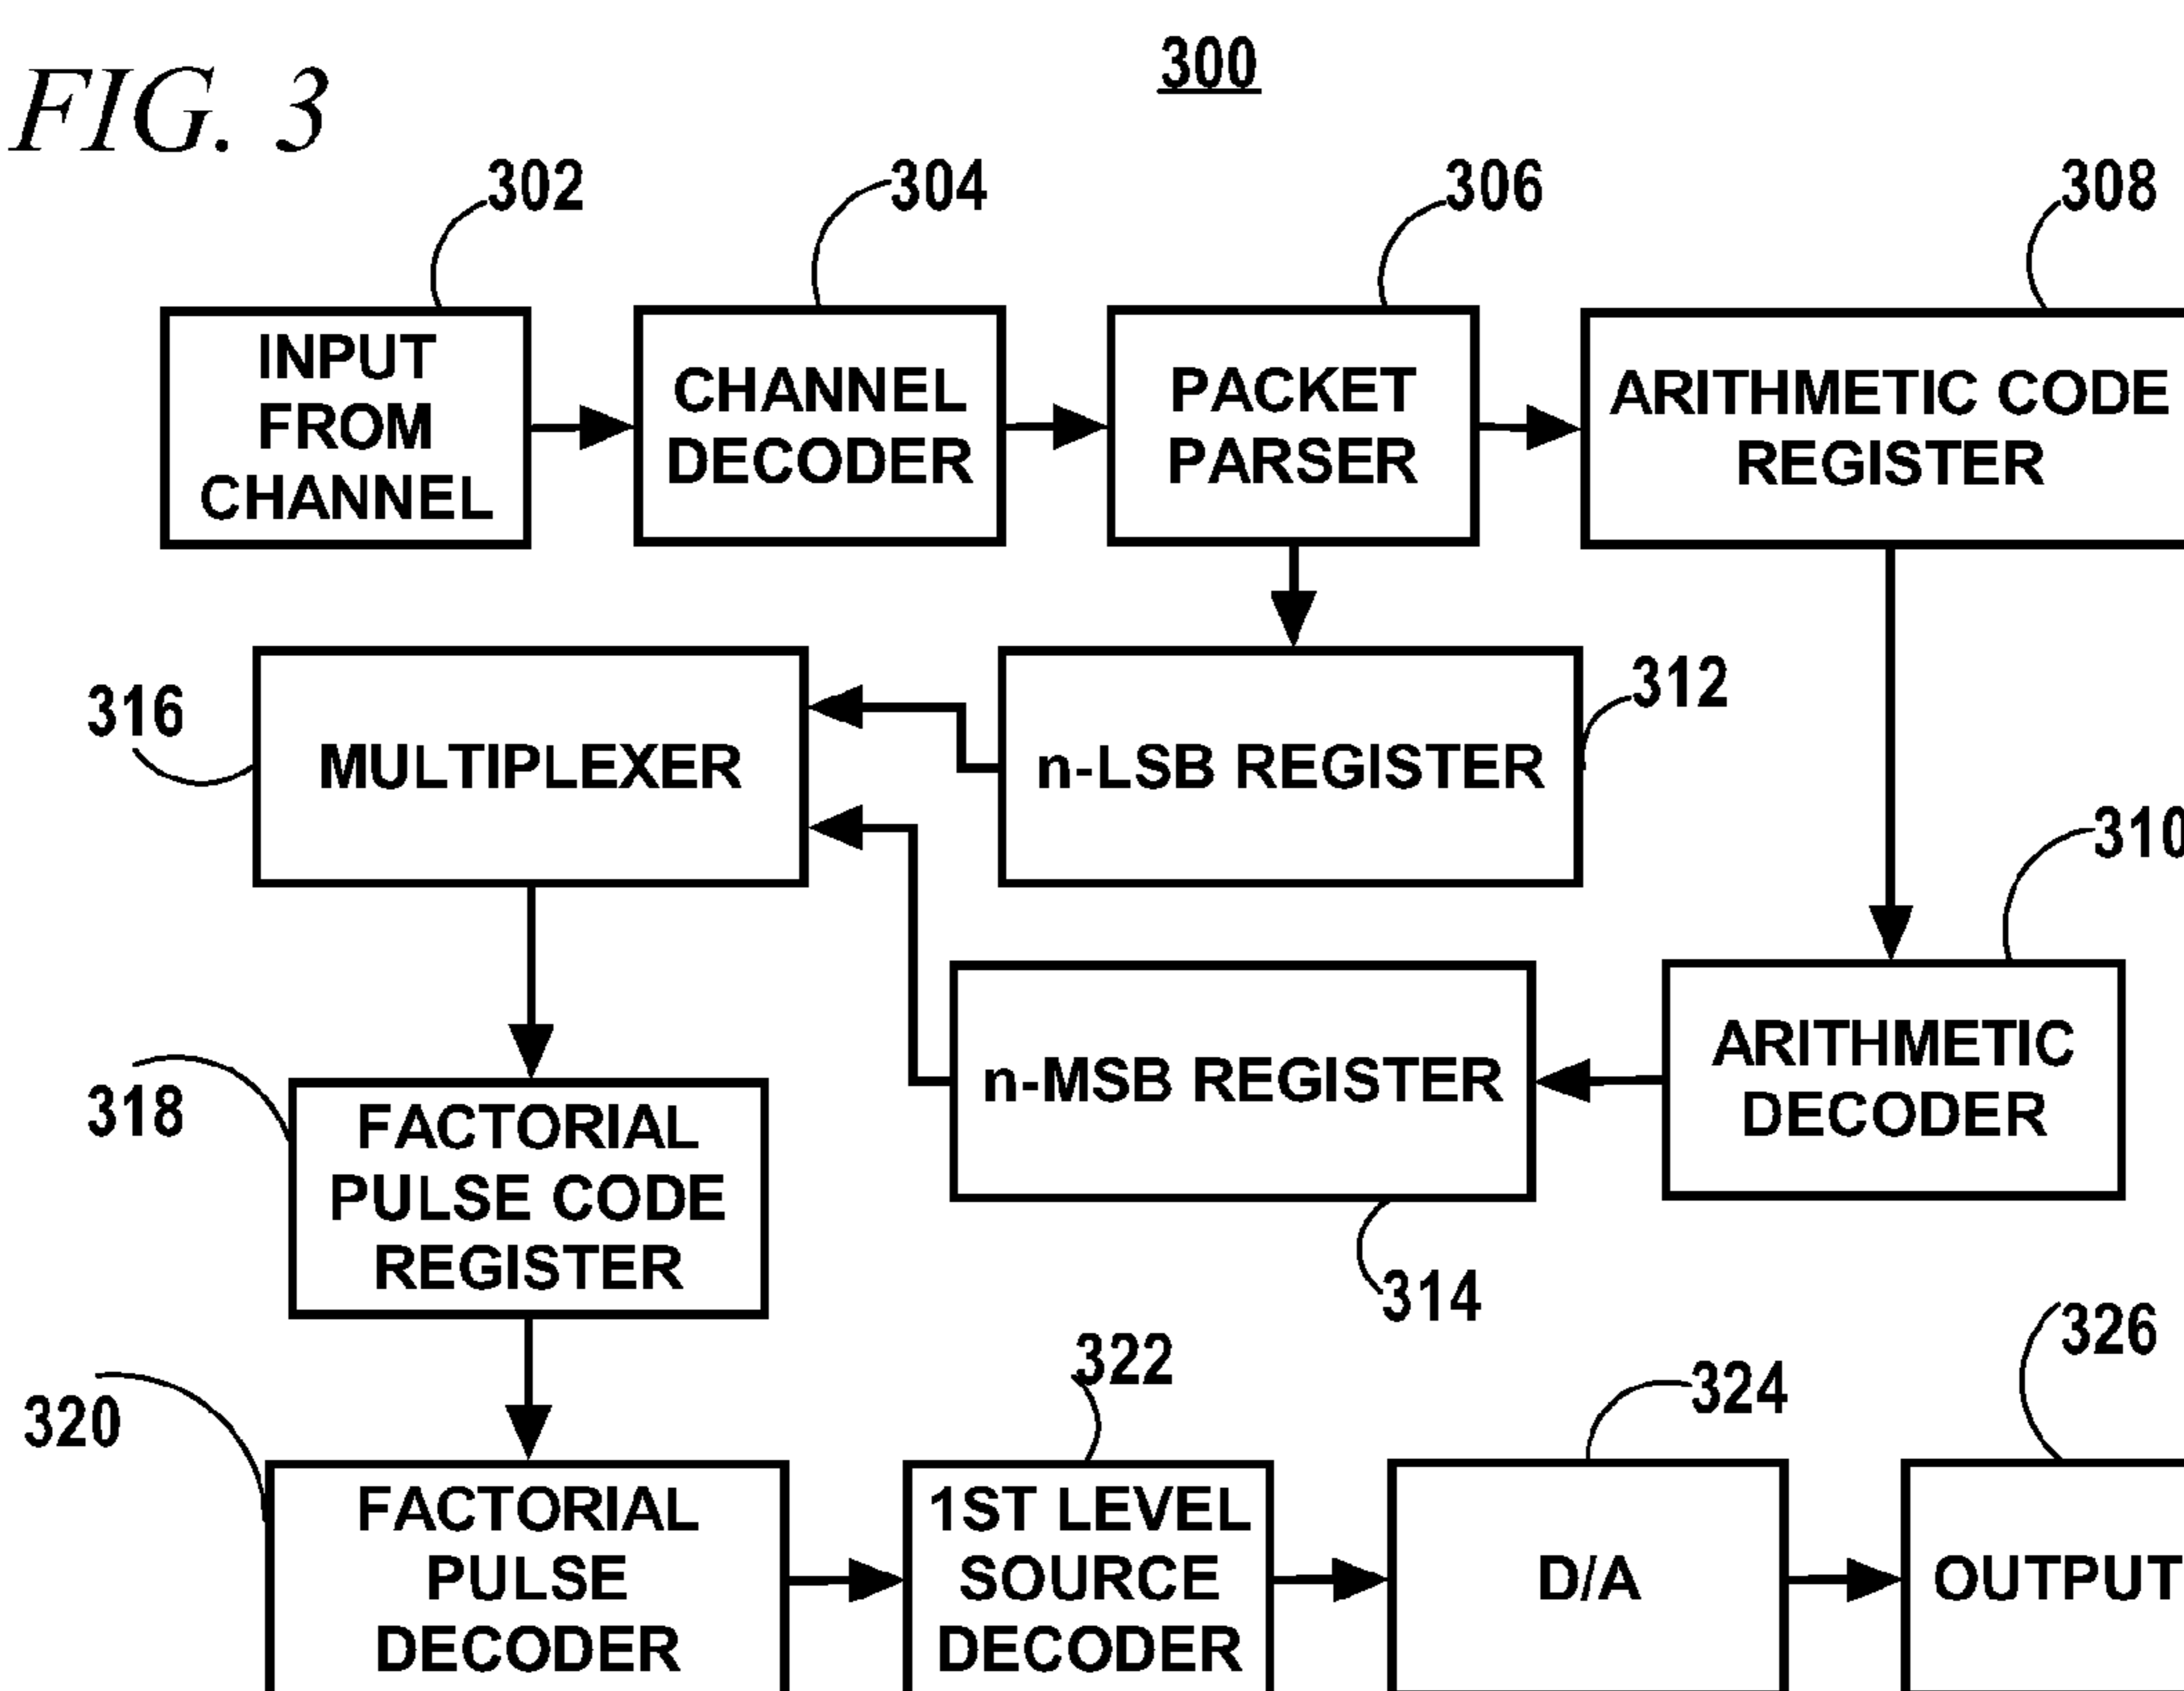 FIG. 3
300
302
304
306
308
INPUT
FROM
CHANNEL
CHANNEL
DECODER
PACKET
PARSER
ARITHMETIC CODE
REGISTER
316
MULTIPLEXER
n-LSB REGISTER
312
310
318
FACTORIAL
PULSE CODE
REGISTER
n-MSB REGISTER
314
ARITHMETIC
DECODER
320
322
324
326
FACTORIAL
PULSE
DECODER
1ST LEVEL
SOURCE
DECODER
D/A
OUTPUT